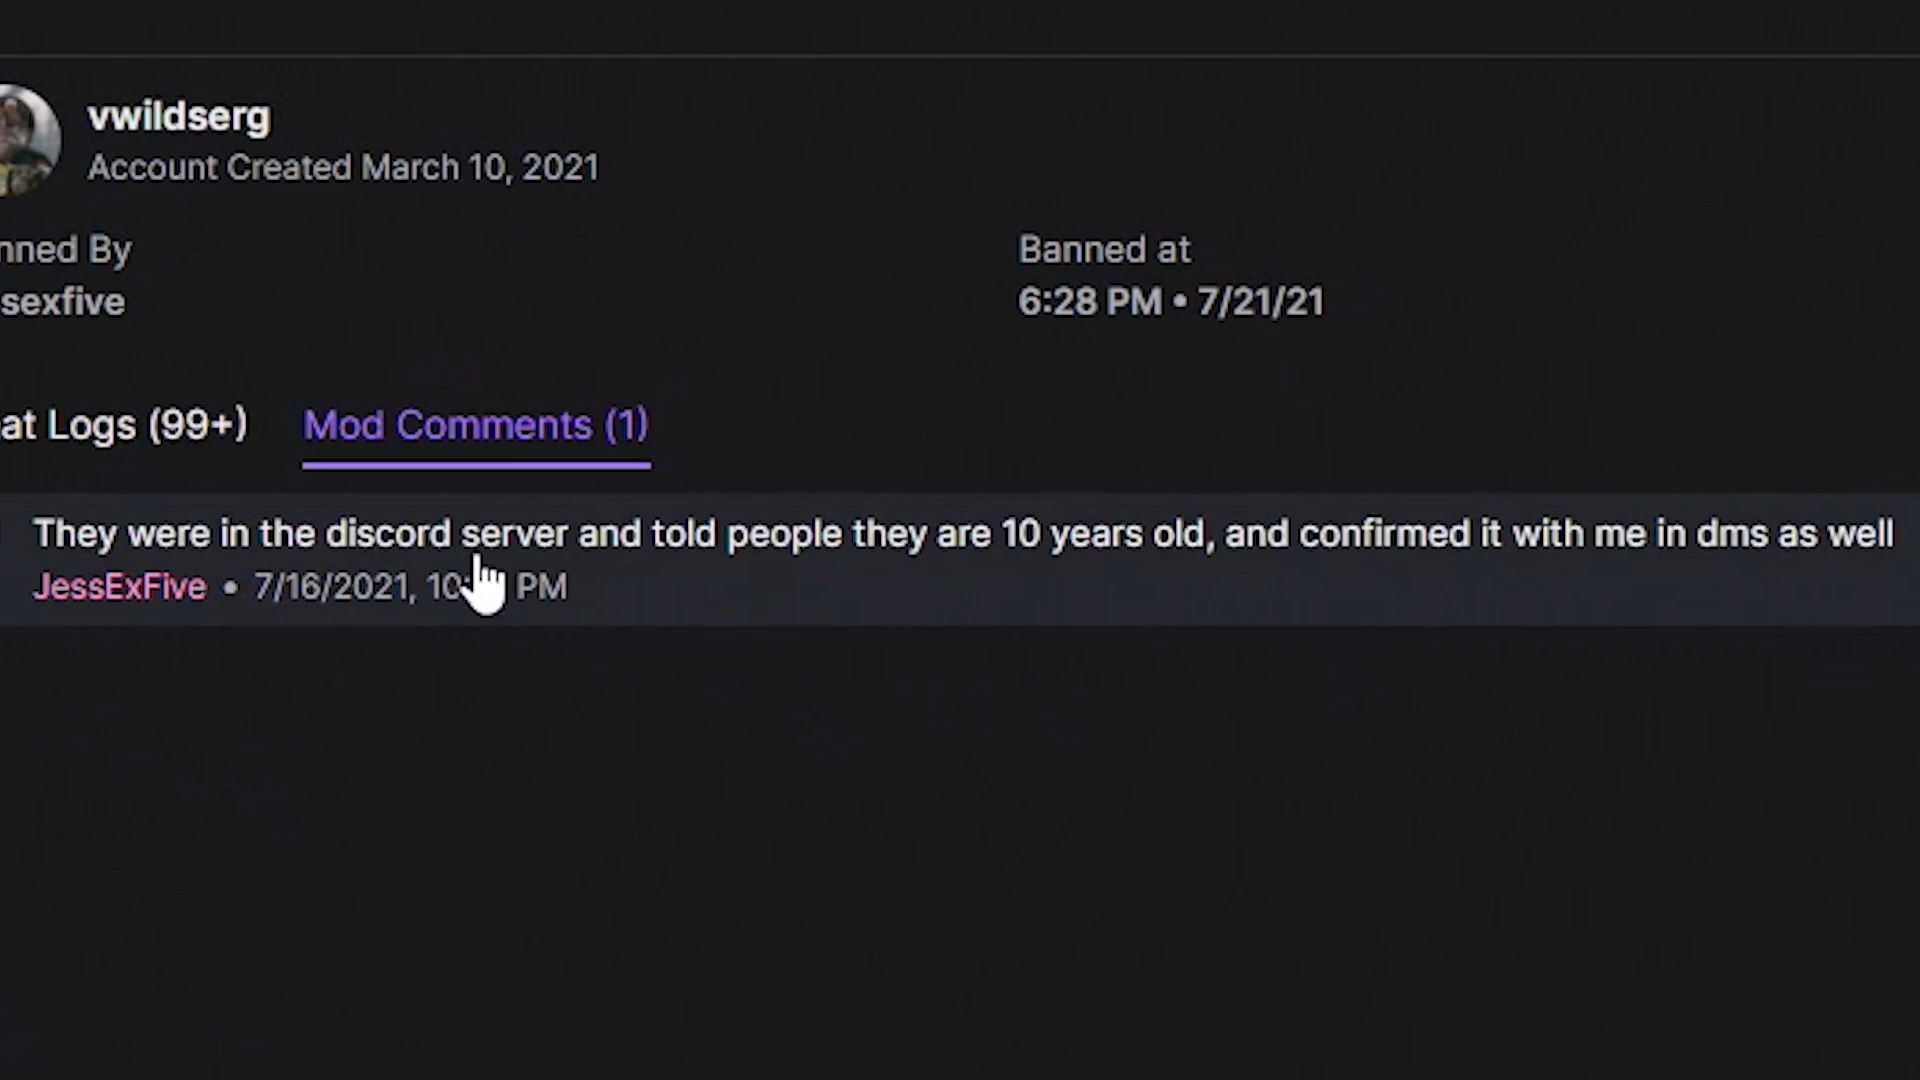 vwildserg
Account Created March 10, 2021
nned By
Banned at
sexfive
6:28 PM • 7/21/21
at Logs (99+)
Mod Comments (1)
They were in the discord server and told people they are 10 years old, and confirmed it with me in dms as well
JessExFive • 7/16/2021, 10: PM